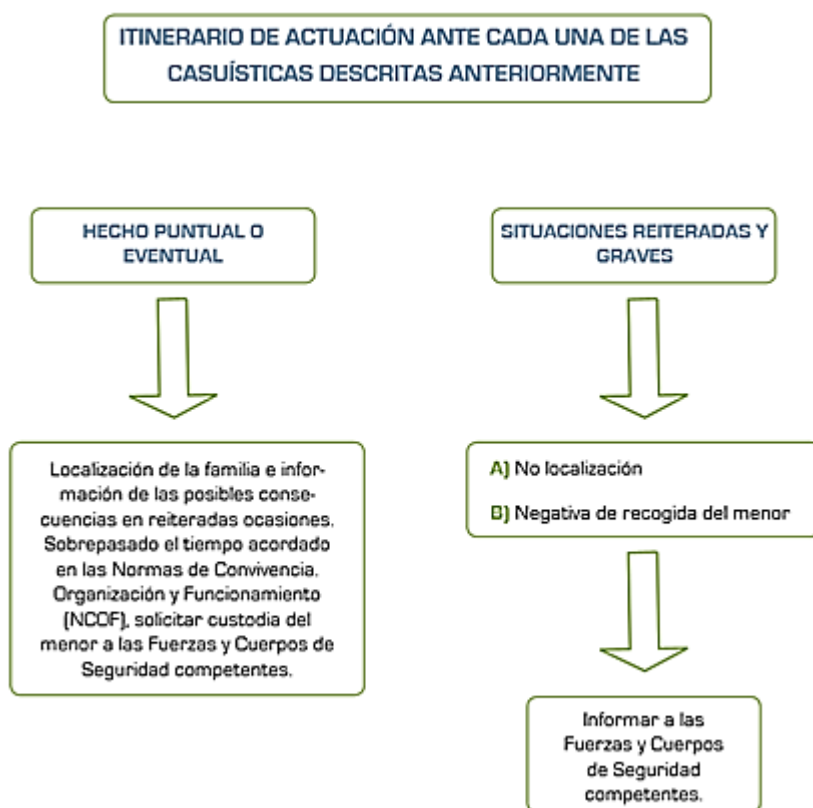 ITINERARIO DE ACTUACIÓN ANTE CADA UNA DE LAS
CASUÍSTICAS DESCRITAS ANTERIORMENTE
HECHO PUNTUAL O
EVENTUAL
Localización de la familia e infor-
mación de las posibles conse-
cuencias en reiteradas ocasiones.
Sobrepasado el tiempo acordado
en las Normas de Convivencia.
Organización y Funcionamiento
(NCOF), solicitar custodia del
menor a las Fuerzas y Cuerpos de
Seguridad competentes.
SITUACIONES REITERADAS Y
GRAVES
A) No localización
B) Negativa de recogida del menor
Informar a las
Fuerzas y Cuerpos
de Seguridad
competentes.